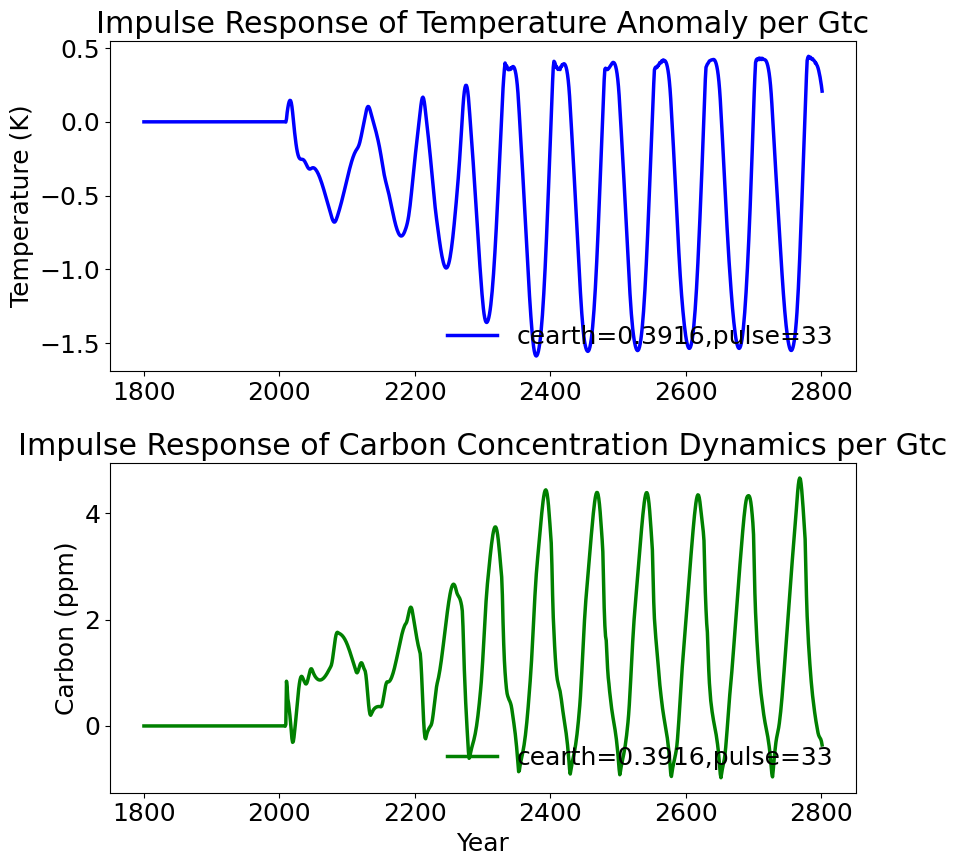 Impulse Response of Temperature Anomaly per Gtc
0.5
0.0
−0.5
−1.0
−1.5
Temperature (K)
cearth=0.3916,pulse=33
1800 2000 2200 2400 2600 2800
Impulse Response of Carbon Concentration Dynamics per Gtc
4
2
0
Carbon (ppm)
cearth=0.3916,pulse=33
1800 2000 2200 2400 2600 2800
Year